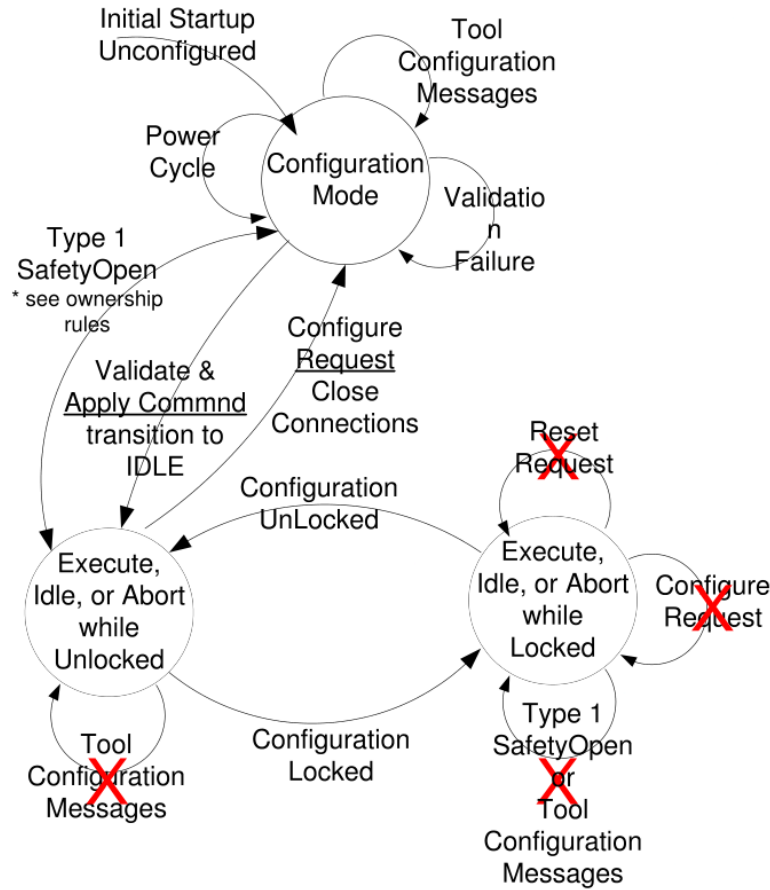 Initial Startup
Unconfigured
Tool
Configuration
Messages
Power
Cycle
Configuration
Mode
Validatio
n
Failure
Type 1
SafetyOpen
* see ownership
rules
Configure
Request
Close
Connections
Validate &
Apply Commnd
transition to
IDLE
Reset
Request
Configuration
UnLocked
Execute,
Idle, or Abort
while
Unlocked
Execute,
Idle, or Abort
while
Locked
Configure
Request
Tool
Configuration
Messages
Configuration
Locked
Type 1
SafetyOpen
or
Tool
Configuration
Messages